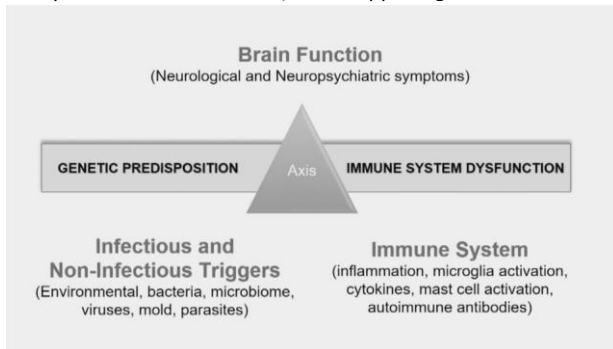 Brain Function
(Neurological and Neuropsychiatric symptoms)
GENETIC PREDISPOSITION
Axis
IMMUNE SYSTEM DYSFUNCTION
Infectious and
Non-Infectious Triggers
(Environmental, bacteria, microbiome,
viruses, mold, parasites)
Immune System
(inflammation, microglia activation,
cytokines, mast cell activation,
autoimmune antibodies)